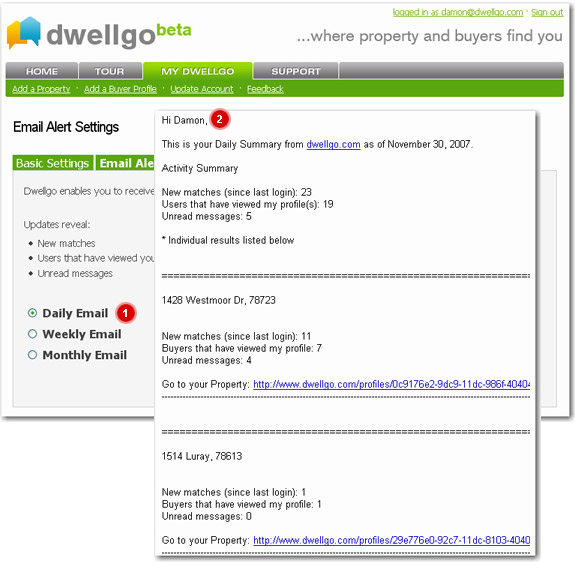 logged in as damon@dwellgo.com · Sign out
dwellgo beta
...where property and buyers find you
HOME TOUR MY DWELLGO SUPPORT
Add a Property · Add a Buyer Profile · Update Account · Feedback
Email Alert Settings
Basic Settings Email Ale
Dwellgo enables you to receive
Updates reveal:
• New matches
• Users that have viewed you
• Unread messages
Daily Email 1
Weekly Email
Monthly Email
Hi Damon, 2
This is your Daily Summary from dwellgo.com as of November 30, 2007.
Activity Summary
New matches (since last login): 23
Users that have viewed my profile(s): 19
Unread messages: 5
* Individual results listed below
1428 Westmoor Dr, 78723
New matches (since last login): 11
Buyers that have viewed my profile: 7
Unread messages: 4
Go to your Property: http://www.dwellgo.com/profiles/0c9176e2-9dc9-11dc-986f-40404
1514 Luray, 78613
New matches (since last login): 1
Buyers that have viewed my profile: 1
Unread messages: 0
Go to your Property: http://www.dwellgo.com/profiles/29e776e0-92c7-11dc-8103-4040